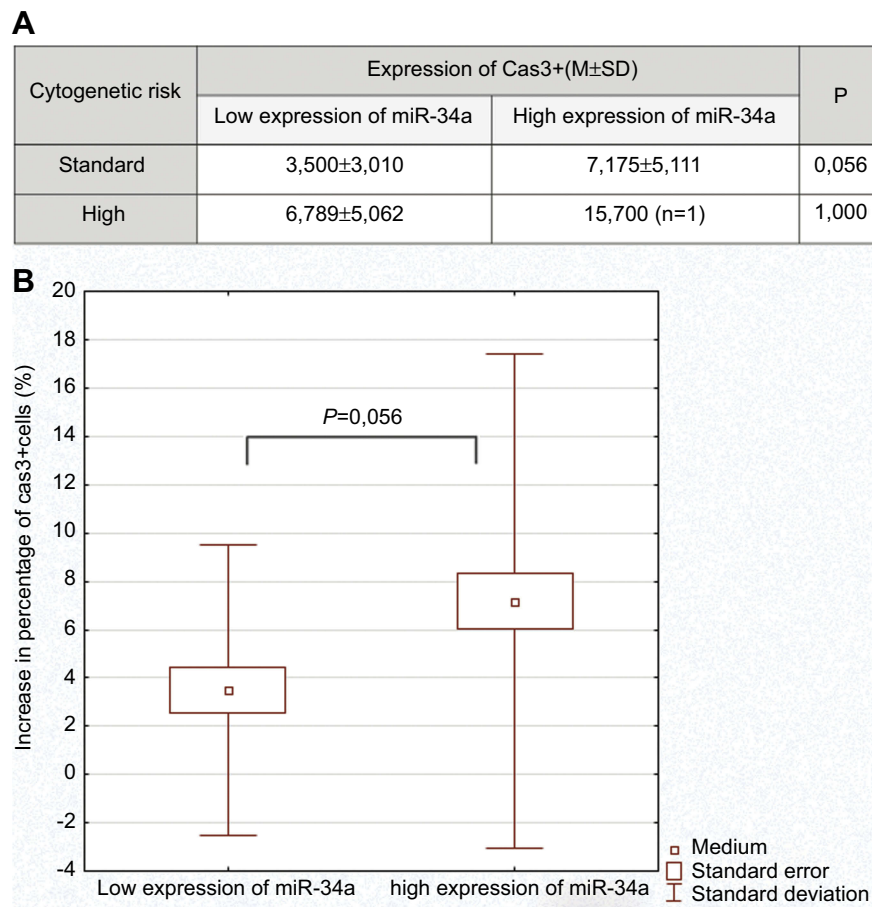 A
Cytogenetic risk
Expression of Cas3+(M±SD)
P
Low expression of miR-34a
High expression of miR-34a
Standard
3,500±3,010
7,175±5,111
0,056
High
6,789±5,062
15,700 (n=1)
1,000
B
Increase in percentage of cas3+cells (%)
20
18
16
14
12
10
8
6
4
2
0
-2
-4
P=0,056
Low expression of miR-34a
high expression of miR-34a
Medium
Standard error
Standard deviation